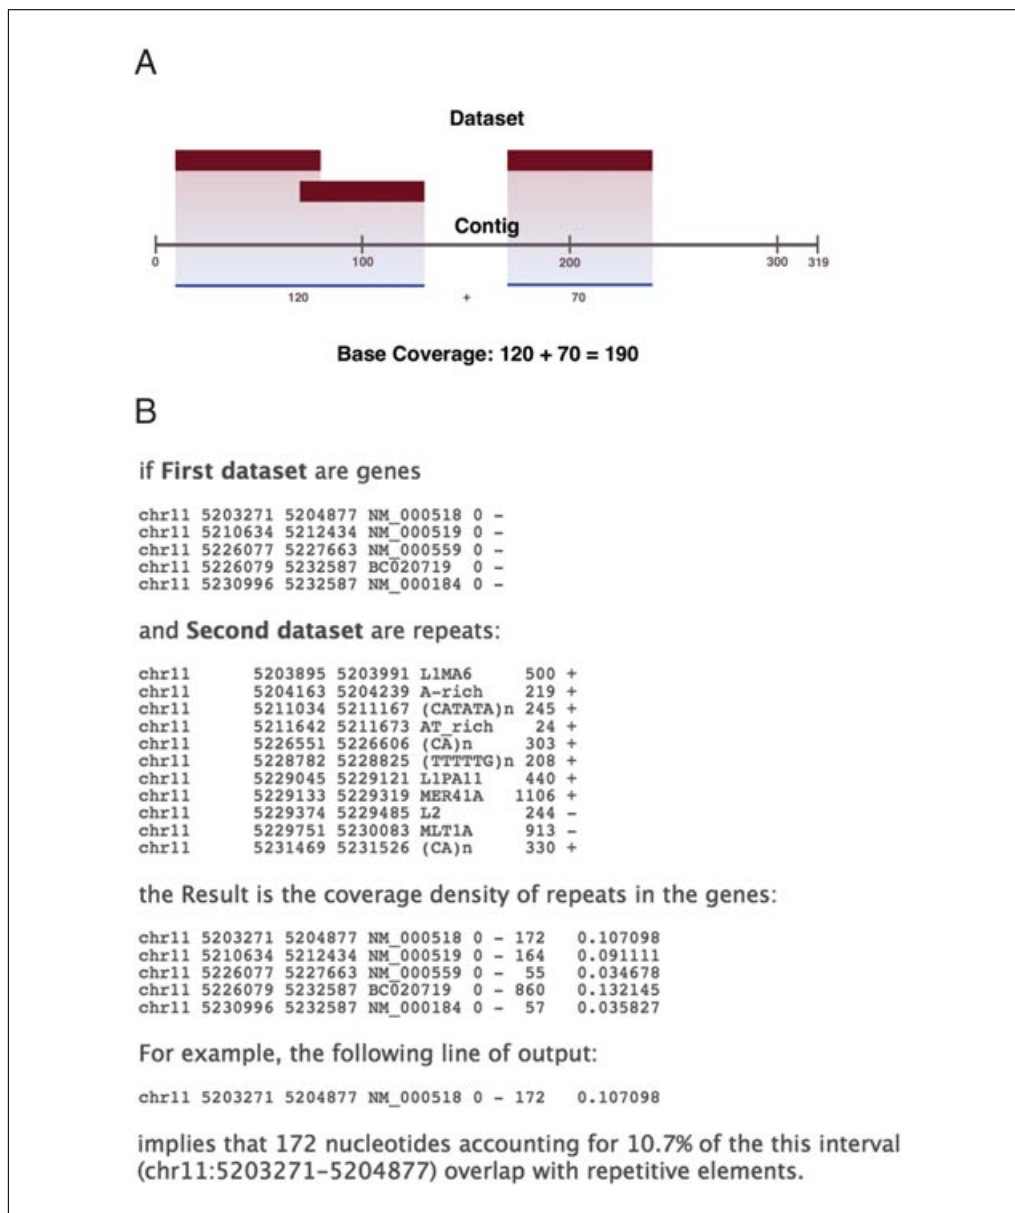 A
Dataset
Contig
0 100 200 300 319
120 + 70
Base Coverage: 120 + 70 = 190
B
if First dataset are genes
chr11 5203271 5204877 NM_000518 0 -
chr11 5210634 5212434 NM_000519 0 -
chr11 5226077 5227663 NM_000559 0 -
chr11 5226079 5232587 BC020719 0 -
chr11 5230996 5232587 NM_000184 0 -
and Second dataset are repeats:
chr11 5203895 5203991 L1MA6 500 +
chr11 5204163 5204239 A-rich 219 +
chr11 5211034 5211167 (CATATA)n 245 +
chr11 5211642 5211673 AT_rich 24 +
chr11 5226551 5226606 (CA)n 303 +
chr11 5228782 5228825 (TTTTTG)n 208 +
chr11 5229045 5229121 L1PA11 440 +
chr11 5229133 5229319 MER41A 1106 +
chr11 5229374 5229485 L2 244 -
chr11 5229751 5230083 MLT1A 913 -
chr11 5231469 5231526 (CA)n 330 +
the Result is the coverage density of repeats in the genes:
chr11 5203271 5204877 NM_000518 0 - 172 0.107098
chr11 5210634 5212434 NM_000519 0 - 164 0.091111
chr11 5226077 5227663 NM_000559 0 - 55 0.034678
chr11 5226079 5232587 BC020719 0 - 860 0.132145
chr11 5230996 5232587 NM_000184 0 - 57 0.035827
For example, the following line of output:
chr11 5203271 5204877 NM_000518 0 - 172 0.107098
implies that 172 nucleotides accounting for 10.7% of the this interval
(chr11:5203271-5204877) overlap with repetitive elements.